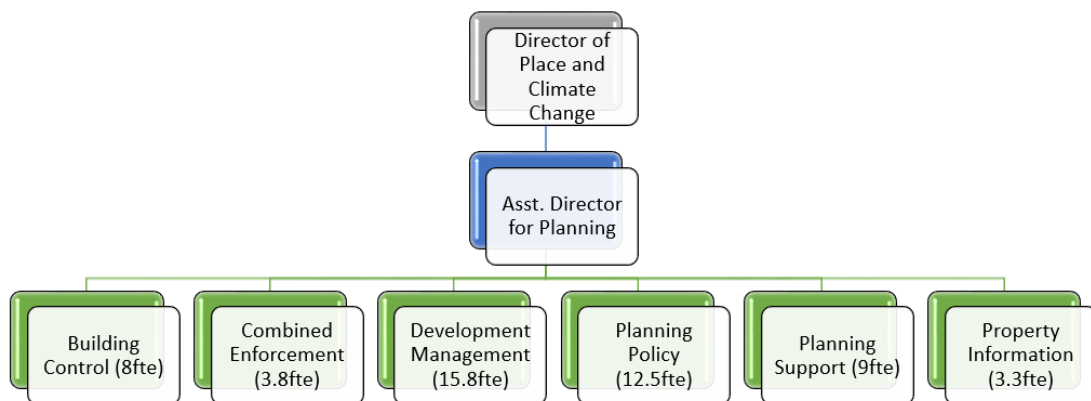 Director of
Place and
Climate
Change
Asst. Director
for Planning
Building
Control (8fte)
Combined
Enforcement
(3.8fte)
Development
Management
(15.8fte)
Planning
Policy
(12.5fte)
Planning
Support (9fte)
Property
Information
(3.3fte)